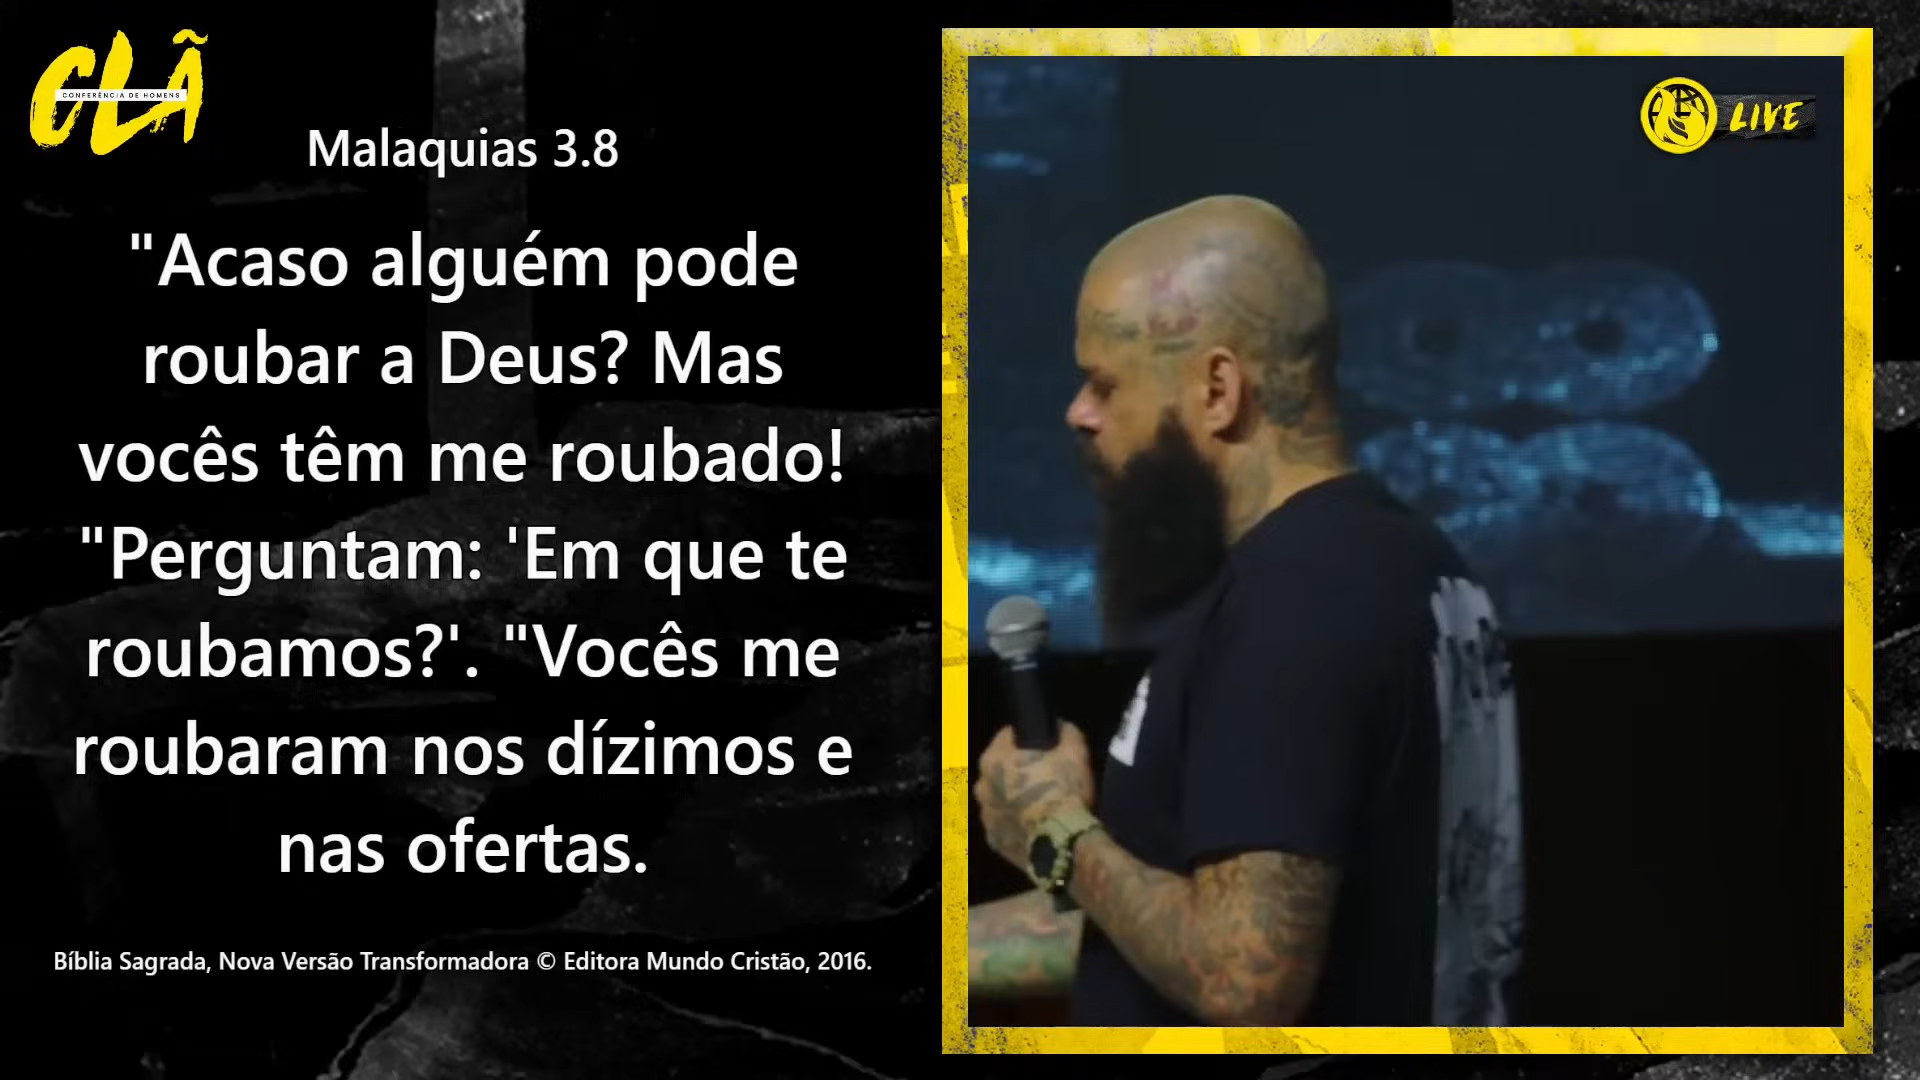 CLÃ
CONFERÊNCIA DE HOMENS
LIVE
Malaquias 3.8
"Acaso alguém pode
roubar a Deus? Mas
vocês têm me roubado!
"Perguntam: 'Em que te
roubamos?'. "Vocês me
roubaram nos dízimos e
nas ofertas.
Bíblia Sagrada, Nova Versão Transformadora © Editora Mundo Cristão, 2016.